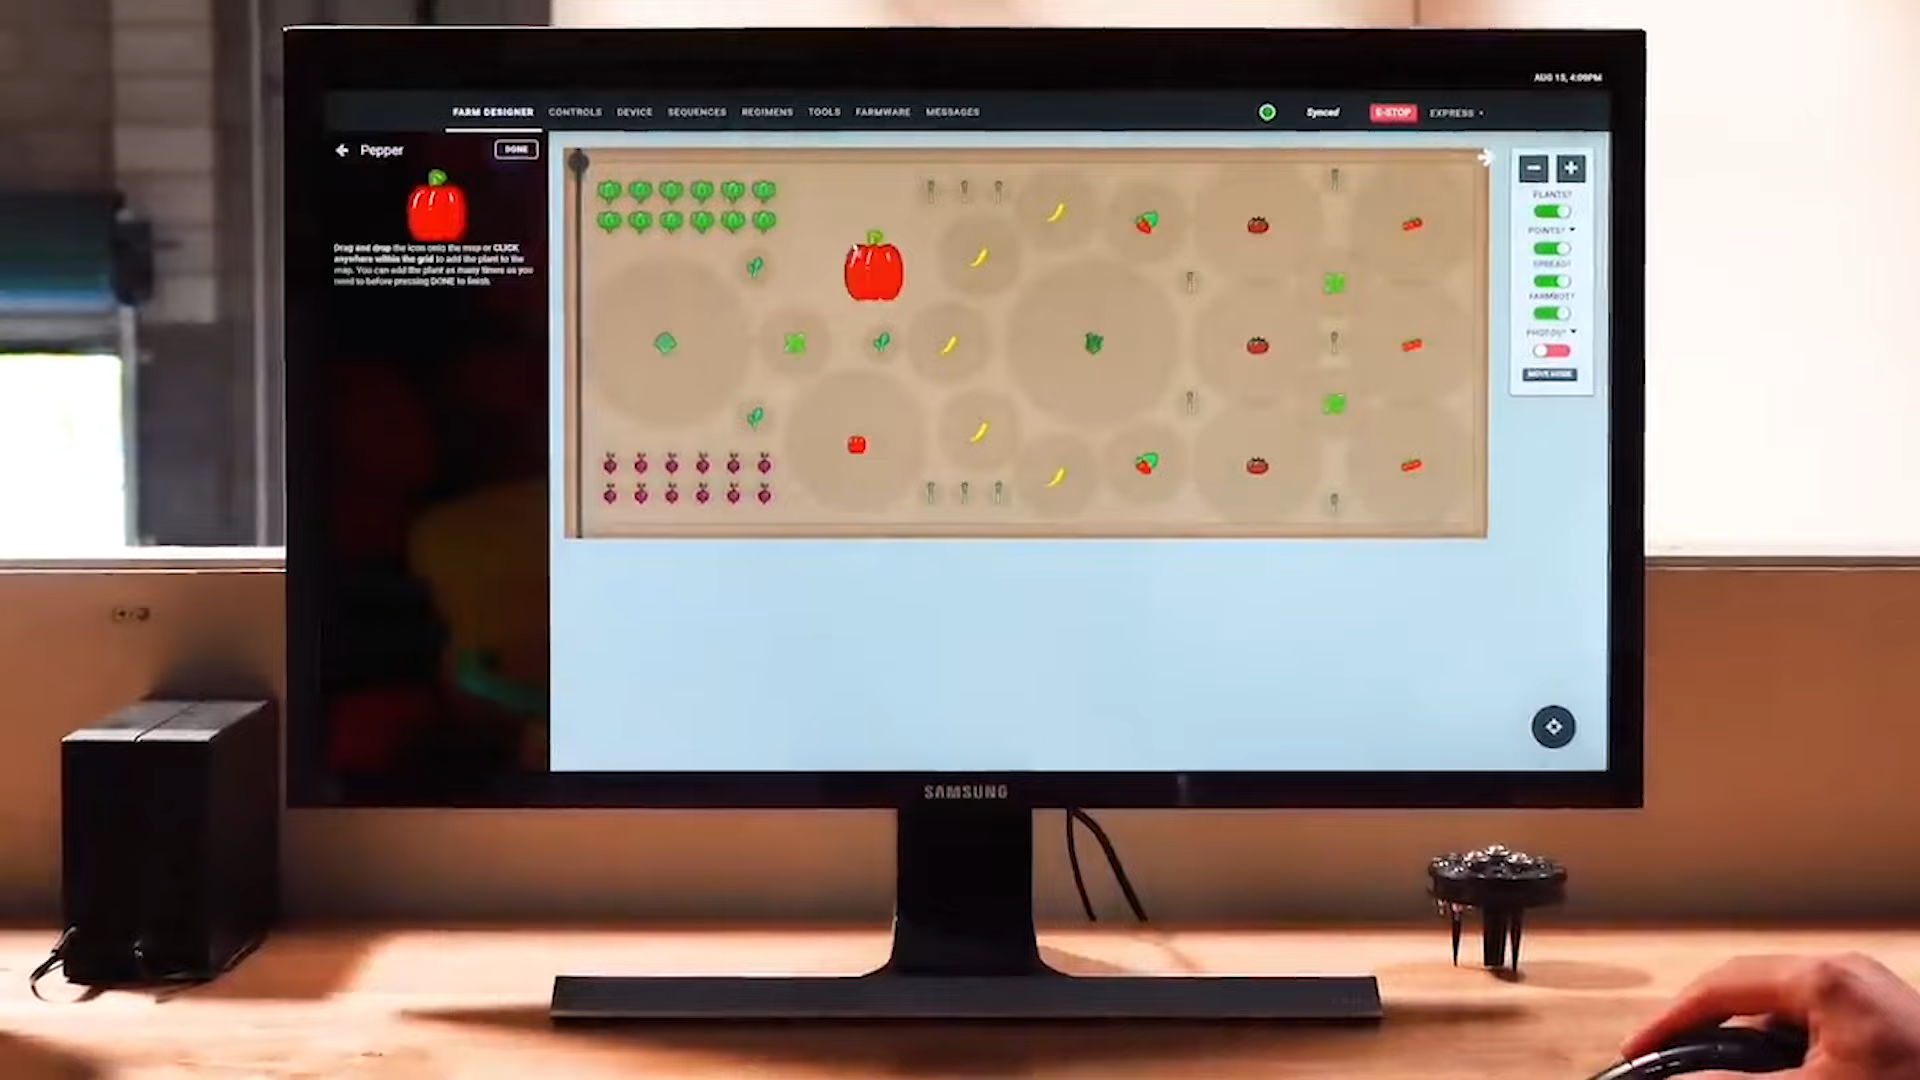 AUG 15, 4:09PM
FARM DESIGNER CONTROLS DEVICE SEQUENCES REGIMENS TOOLS FARMWARE MESSAGES
Synced E-STOP EXPRESS
Pepper DONE
Drag and drop the icon onto the map or CLICK
anywhere within the grid to add the plant to the
map. You can add the plant as many times as you
need to before pressing DONE to finish.
PLANTS?
POINTS?
SPREAD?
FARMBOT?
PHOTOS?
MOVE MODE
SAMSUNG